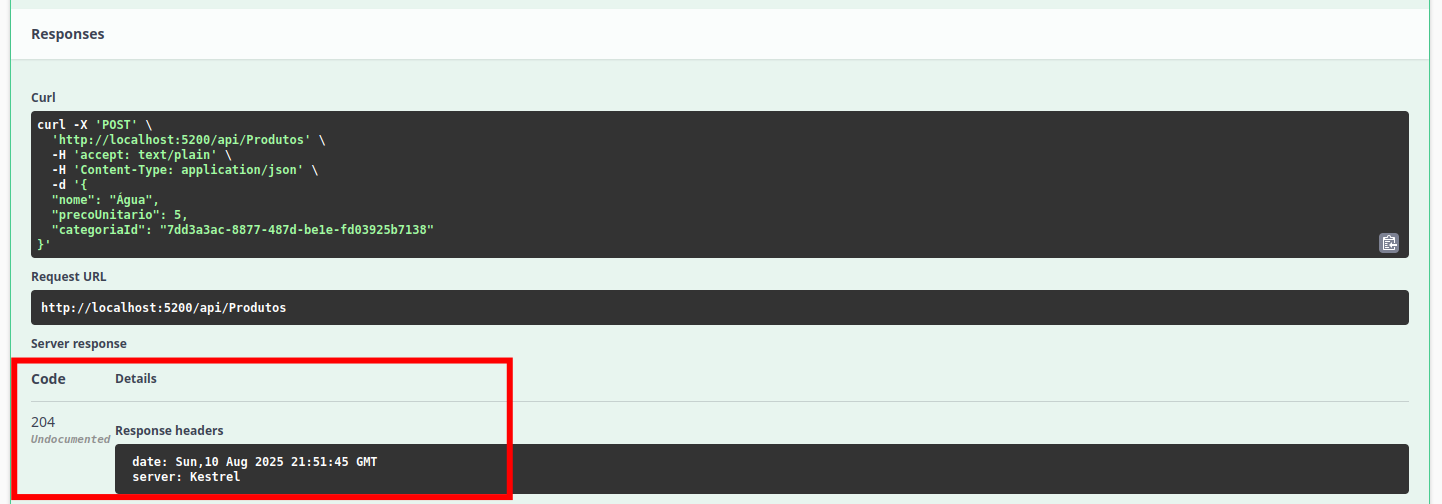 Responses
Curl
curl -X 'POST' \
'http://localhost:5200/api/Produtos' \
-H 'accept: text/plain' \
-H 'Content-Type: application/json' \
-d '{
"nome": "Água",
"precoUnitario": 5,
"categoriaId": "7dd3a3ac-8877-487d-be1e-fd03925b7138"
}'
Request URL
http://localhost:5200/api/Produtos
Server response
Code Details
204
Undocumented
Response headers
date: Sun,10 Aug 2025 21:51:45 GMT
server: Kestrel